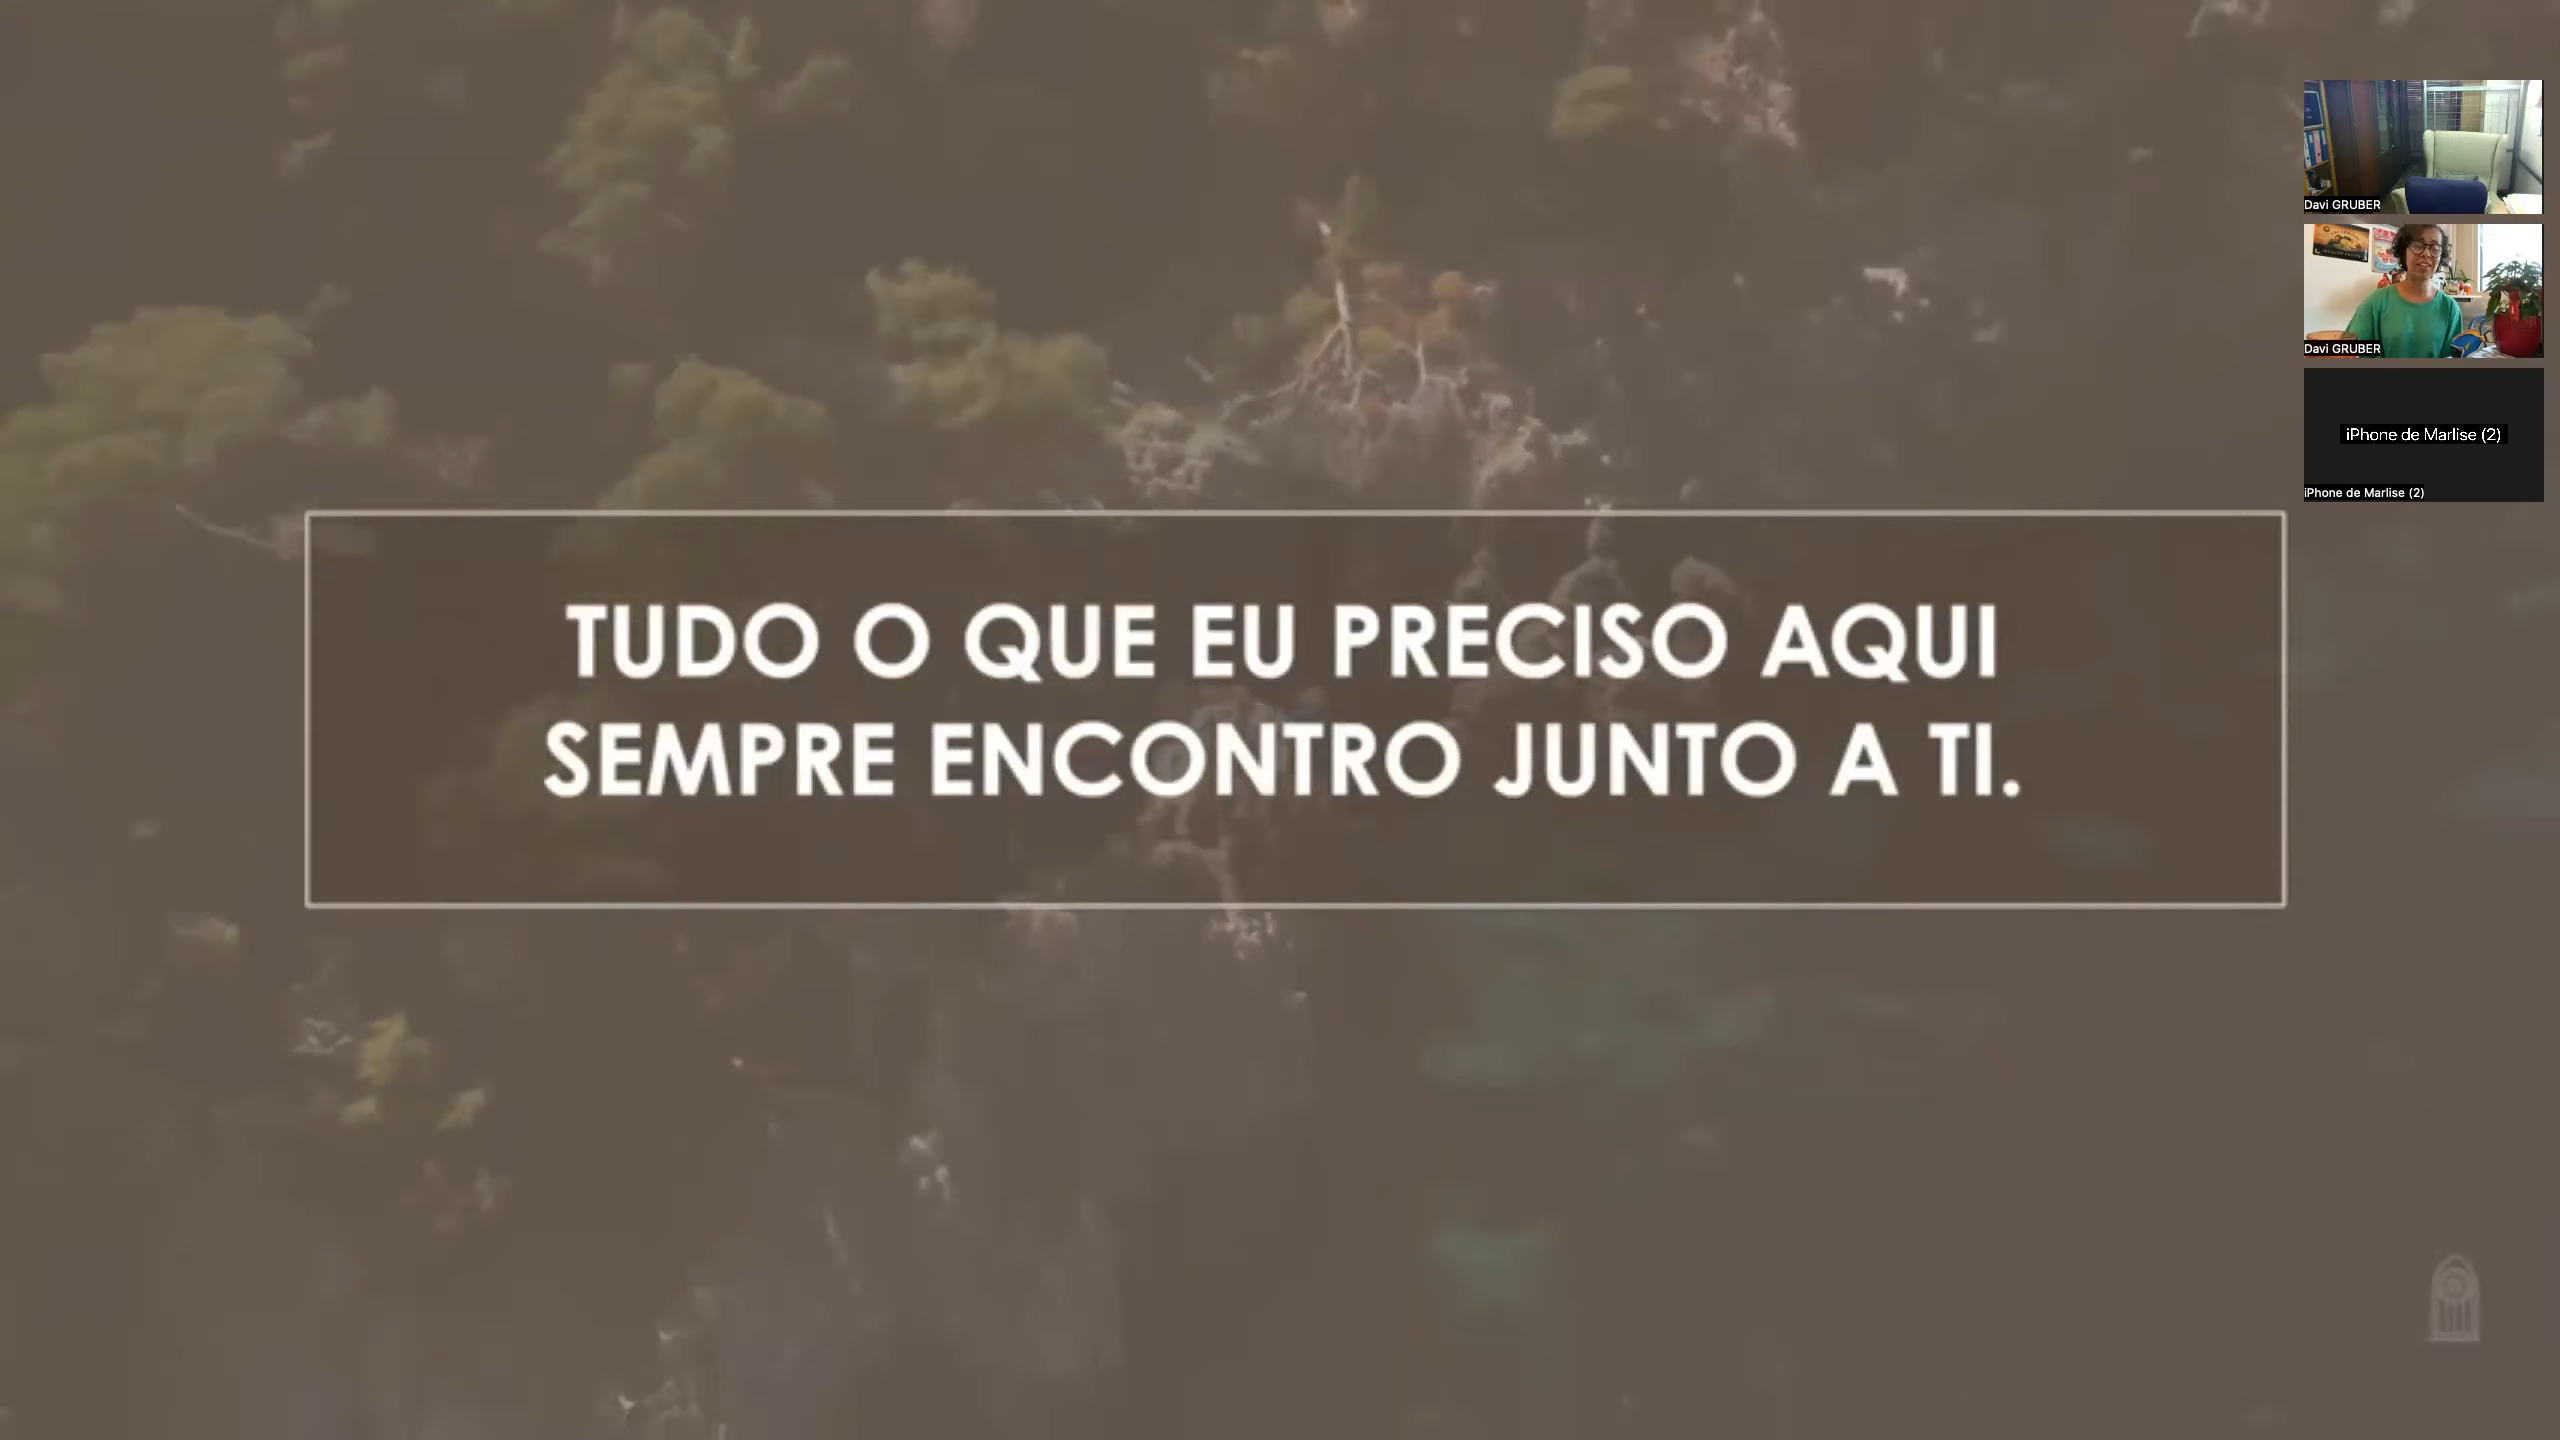 Davi GRUBER
Davi GRUBER
iPhone de Marlise (2)
iPhone de Marlise (2)
TUDO O QUE EU PRECISO AQUI
SEMPRE ENCONTRO JUNTO A TI.